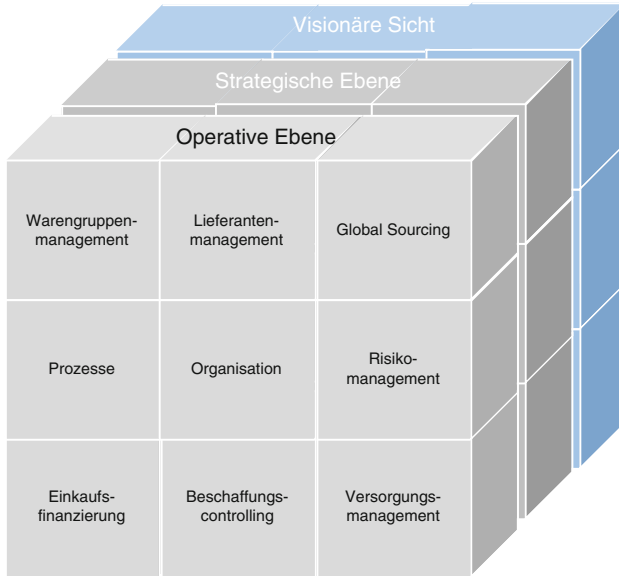 Visionäre Sicht
Strategische Ebene
Operative Ebene
Warengruppen-
management
Lieferanten-
management
Global Sourcing
Prozesse
Organisation
Risiko-
management
Einkaufs-
finanzierung
Beschaffungs-
controlling
Versorgungs-
management